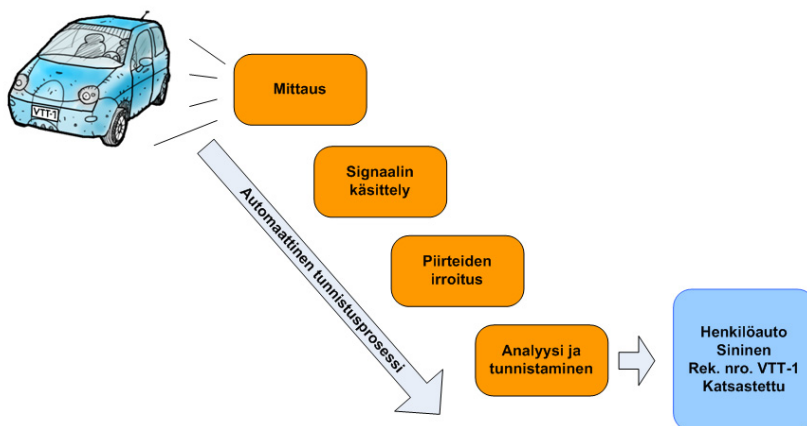 VTT-1
Mittaus
Signaalin
käsittely
Automaattinen tunnistusprosessi
Piirteiden
irroitus
Analyysi ja
tunnistaminen
Henkilöauto
Sininen
Rek. nro. VTT-1
Katsastettu